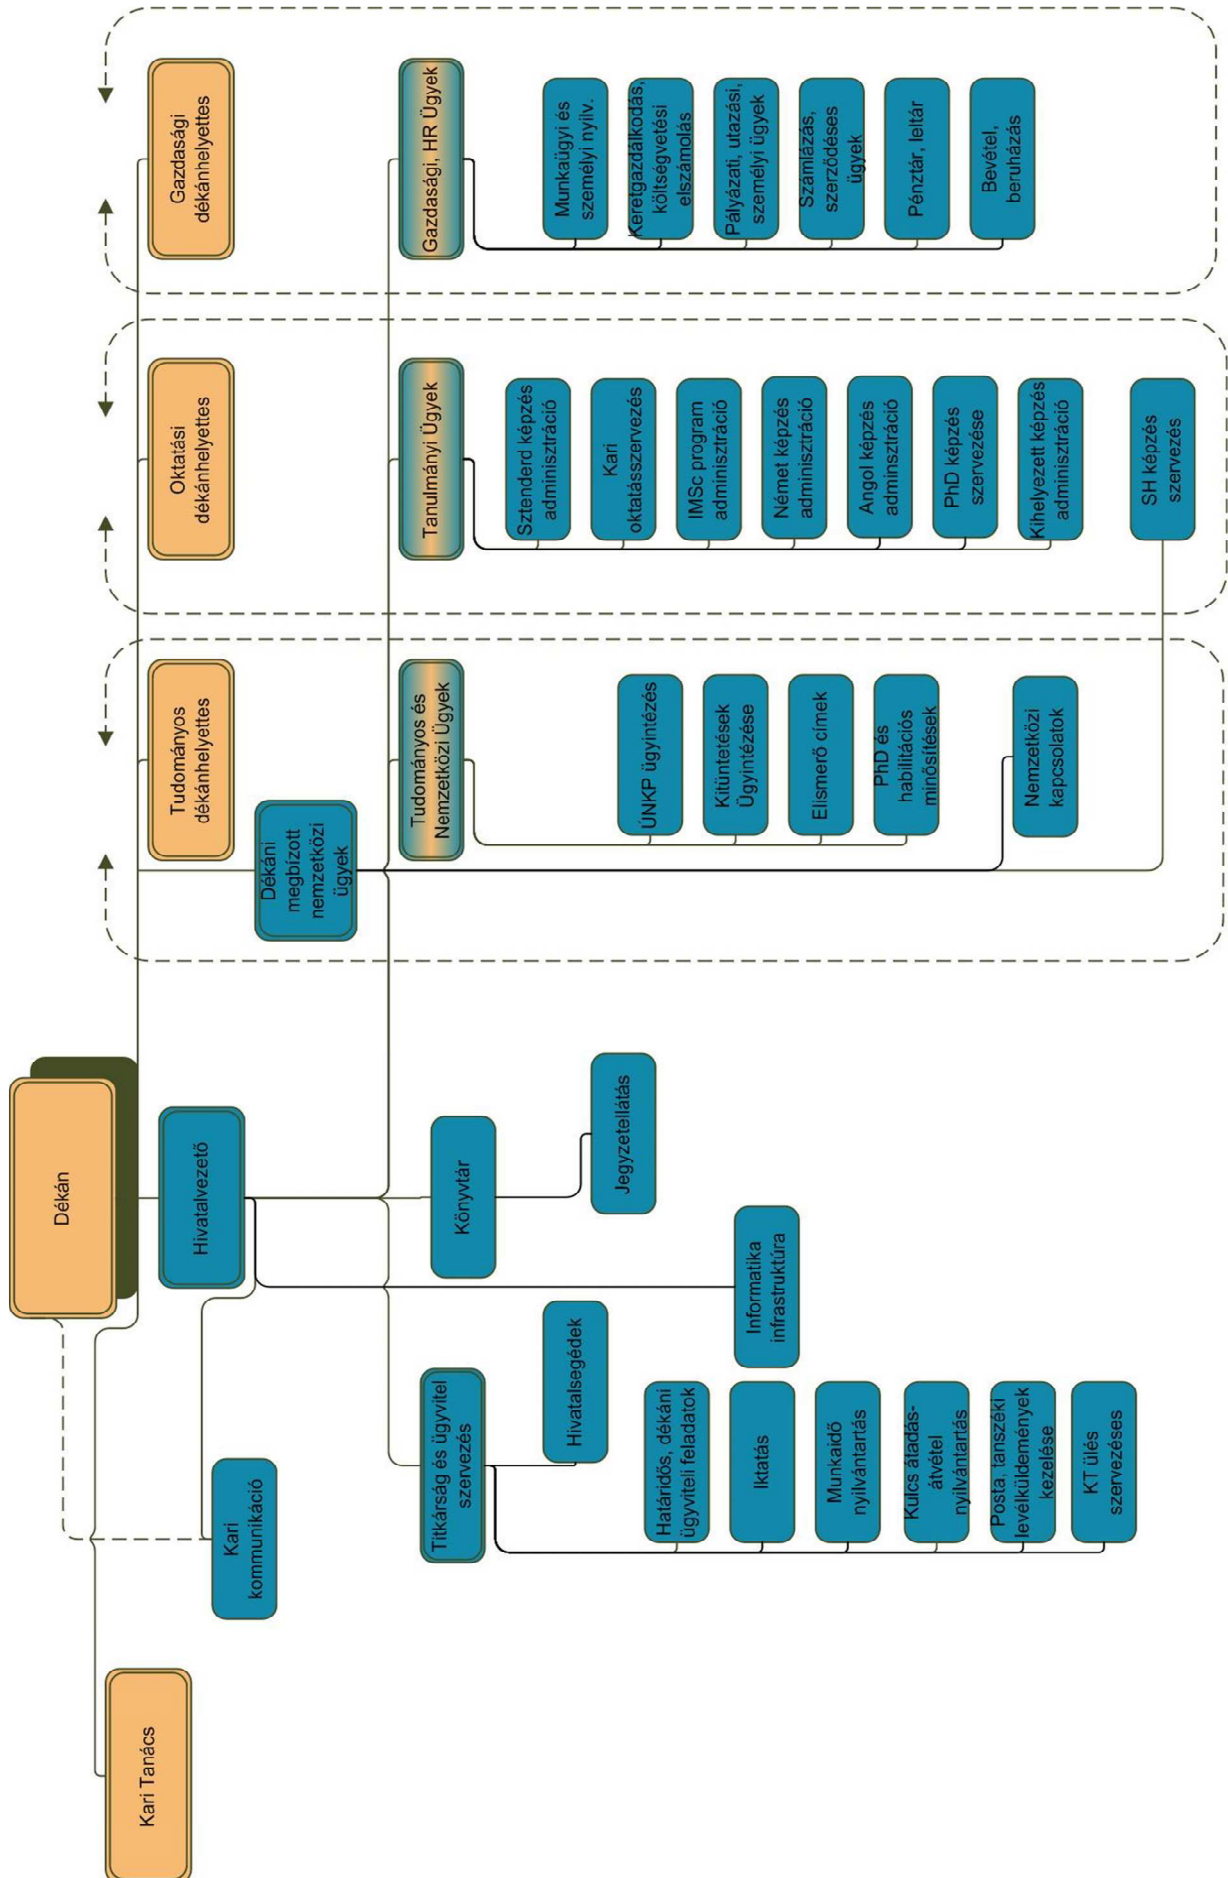 Dékán
Kari Tanács
Hivatalvezető
Tudományos
dékánhelyettes
Oktatási
dékánhelyettes
Gazdasági
dékánhelyettes
Kari
kommunikáció
Dékáni
megbízott
nemzetközi
ügyek
Titkárság és ügyvitel
szervezés
Könyvtár
Tudományos és
Nemzetközi Ügyek
Tanulmányi Ügyek
Gazdasági, HR Ügyek
Hivatalsegédek
Határidős, dékáni
ügyviteli feladatok
Iktatás
Munkaidő
nyilvántartás
Kulcs átadás-
átvétel
nyilvántartás
Posta, tanszéki
levélküldemények
kezelése
KT ülés
szervezéses
Informatika
infrastruktúra
Jegyzetellátás
ÚNKP ügyintézés
Kitüntetések
Ügyintézése
Elismerő címek
PhD és
habilitációs
minősítések
Nemzetközi
kapcsolatok
Sztenderd képzés
adminisztráció
Kari
oktatásszervezés
IMSc program
adminisztráció
Német képzés
adminisztráció
Angol képzés
adminsztráció
PhD képzés
szervezése
Kihelyezett képzés
adminisztráció
SH képzés
szervezés
Munkaügyi és
személyi nyilv.
Keretgazdálkodás,
költségvetési
elszámolás
Pályázati, utazási,
személyi ügyek
Számlázás,
szerződéses
ügyek
Pénztár, leltár
Bevétel,
beruházás